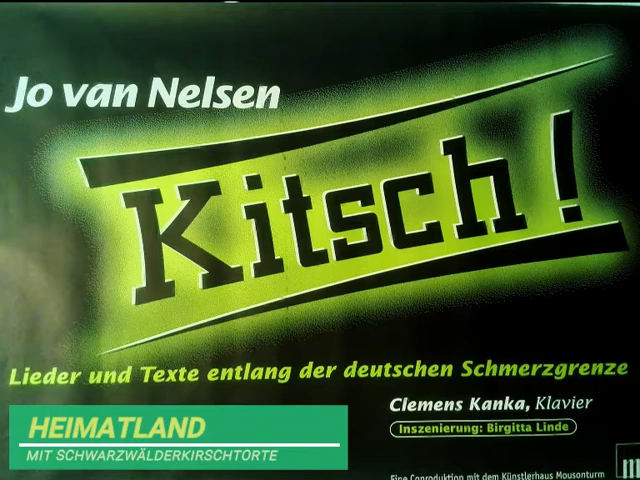 Jo van Nelsen
Kitsch!
Lieder und Texte entlang der deutschen Schmerzgrenze
Clemens Kanka, Klavier
Inszenierung: Birgitta Linde
HEIMATLAND
MIT SCHWARZWÄLDERKIRSCHTORTE
Eine Coproduktion mit dem Künstlerhaus Mousonturm
m